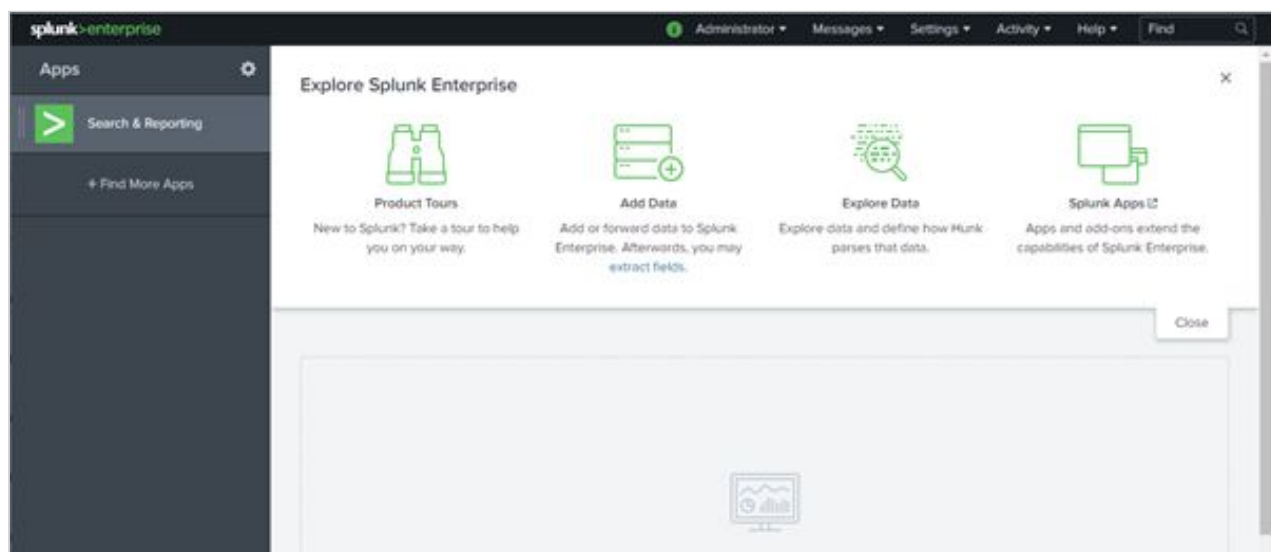 splunk>enterprise
Administrator
Messages
Settings
Activity
Help
Find
Apps
Search & Reporting
+ Find More Apps
Explore Splunk Enterprise
Product Tours
New to Splunk? Take a tour to help
you on your way.
Add Data
Add or forward data to Splunk
Enterprise. Afterwards, you may
extract fields.
Explore Data
Explore data and define how Hunk
parses that data.
Splunk Apps
Apps and add-ons extend the
capabilities of Splunk Enterprise.
Close